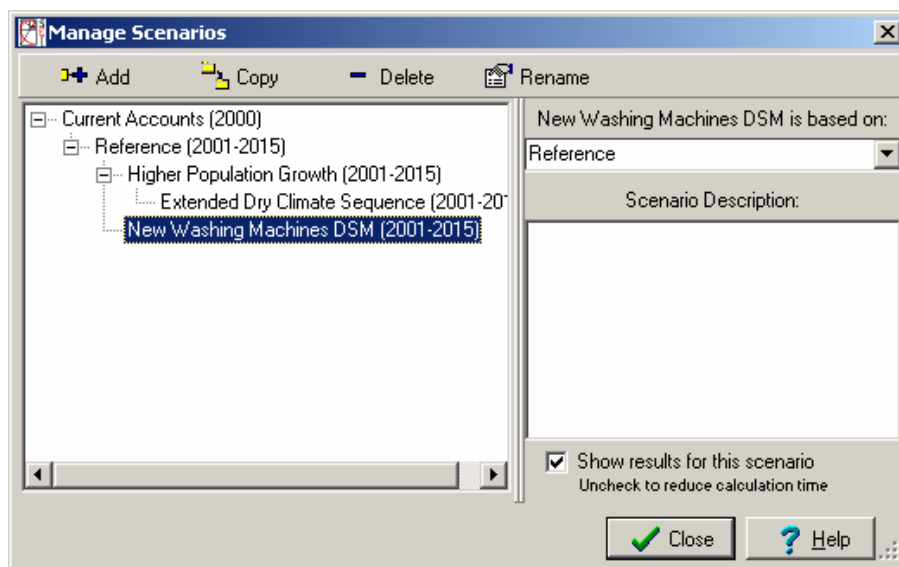 Manage Scenarios
Add Copy Delete Rename
Current Accounts (2000)
Reference (2001-2015)
Higher Population Growth (2001-2015)
Extended Dry Climate Sequence (2001-20
New Washing Machines DSM (2001-2015)
New Washing Machines DSM is based on:
Reference
Scenario Description:
Show results for this scenario
Uncheck to reduce calculation time
Close Help